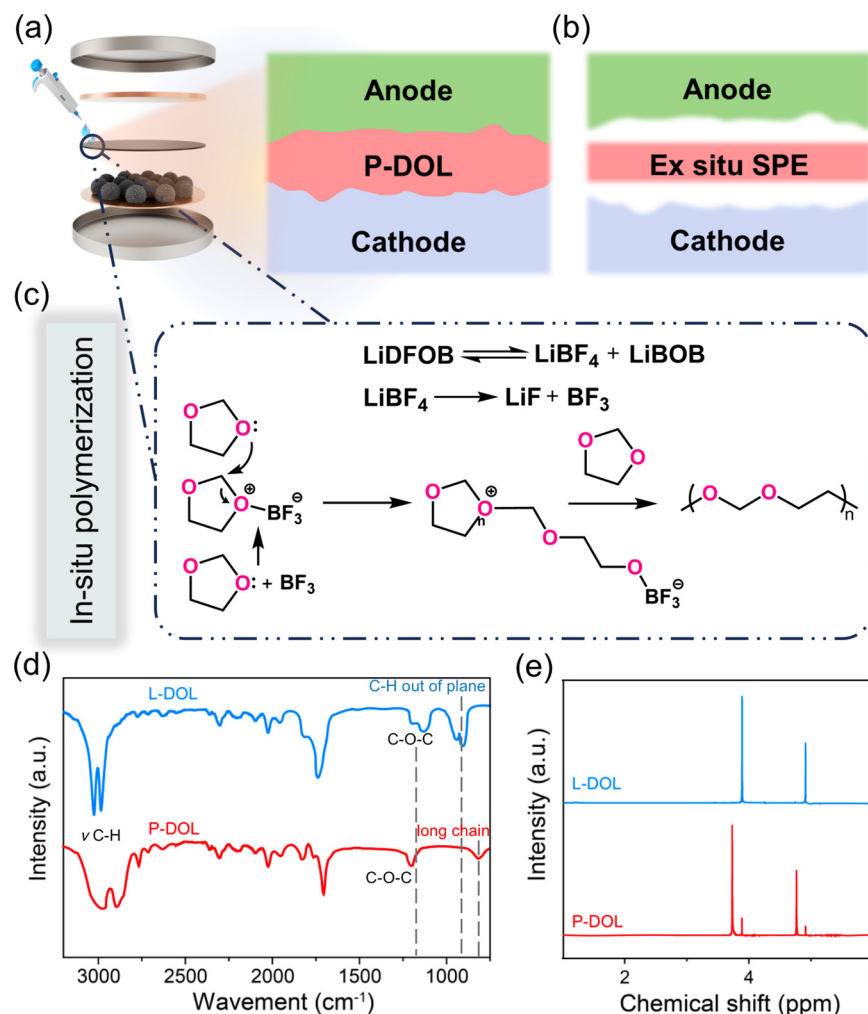 (a)
(b)
Anode
Anode
P-DOL
Ex situ SPE
Cathode
Cathode
(c)
In-situ polymerization
LiDFOB ⇌ LiBF4 + LiBOB
LiBF4 → LiF + BF3
O
O:
O
O
O
O
⊕
BF3
⊖
O
⊕
O
n
O
O
BF3
⊖
O
O
n
O
O: + BF3
(d)
(e)
C-H out of plane
L-DOL
C-O-C
ν C-H
P-DOL
long chain
C-O-C
Intensity (a.u.)
3000 2500 2000 1500 1000
Wavement (cm-1)
L-DOL
P-DOL
Intensity (a.u.)
2 4
Chemical shift (ppm)